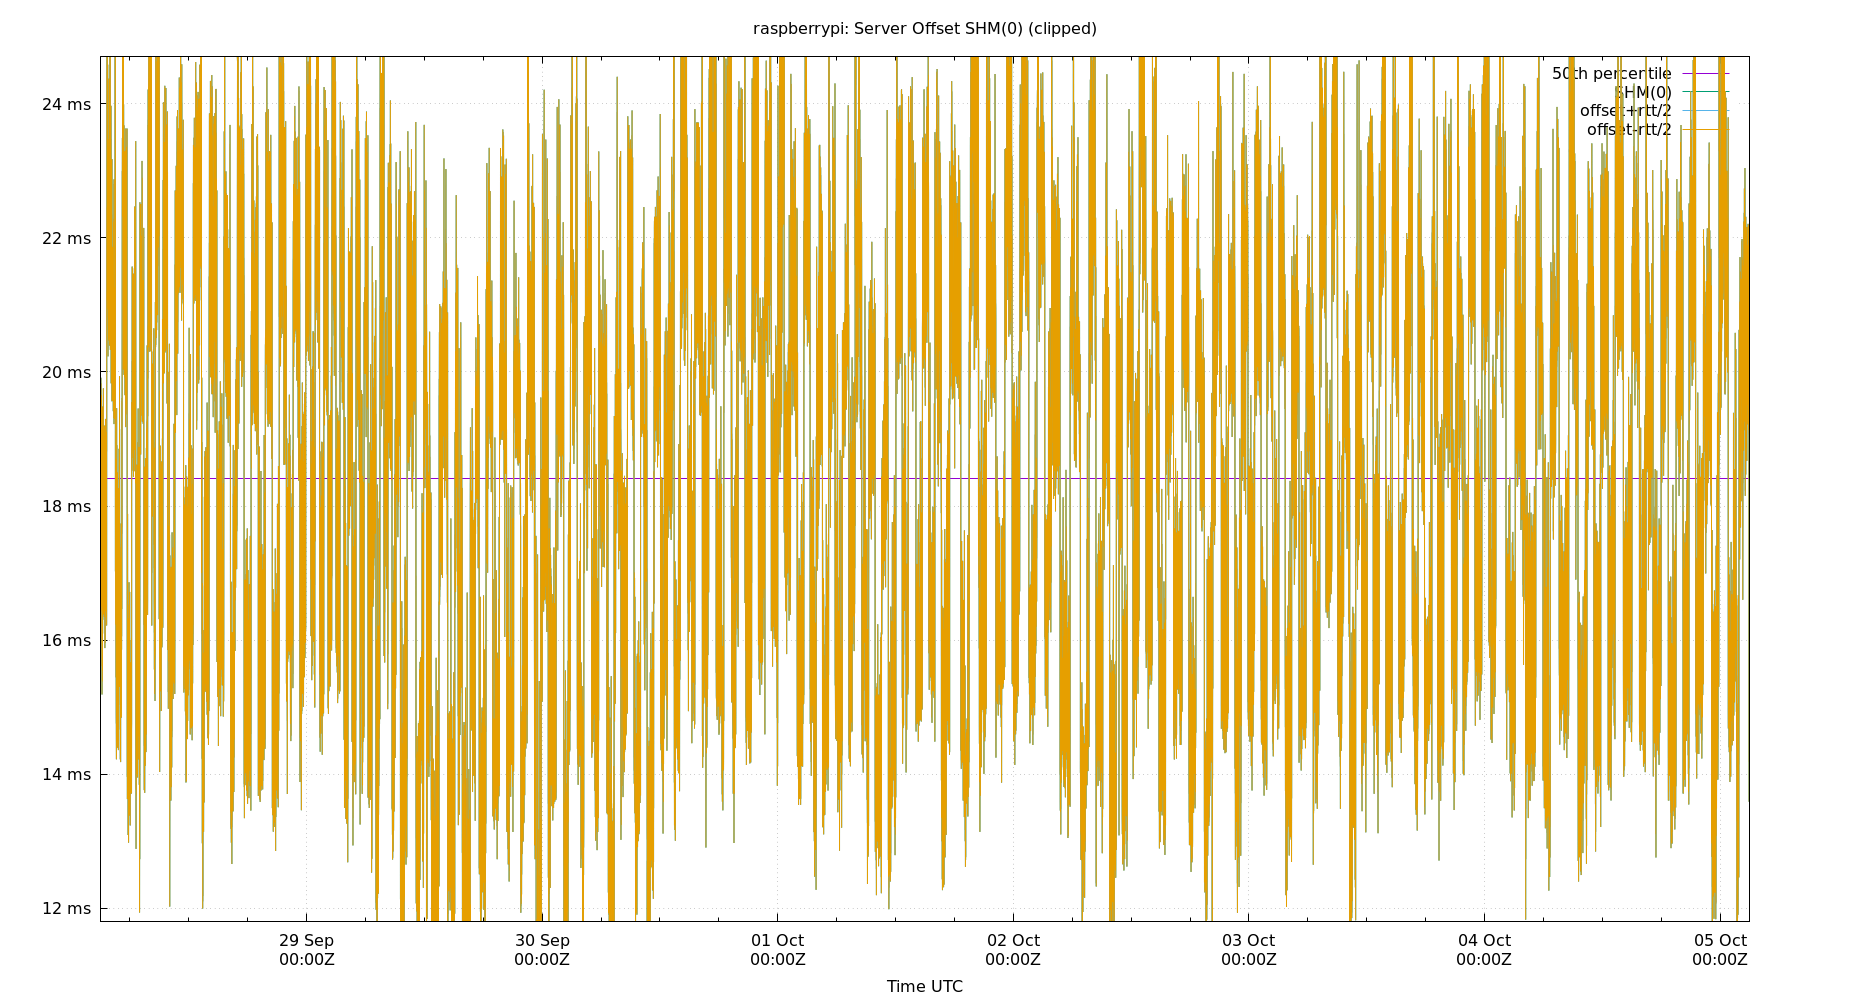 raspberrypi: Server Offset SHM(0) (clipped)
50th percentile
SHM(0)
offset+rtt/2
offset-rtt/2
24 ms
22 ms
20 ms
18 ms
16 ms
14 ms
12 ms
29 Sep
00:00Z
30 Sep
00:00Z
01 Oct
00:00Z
02 Oct
00:00Z
03 Oct
00:00Z
04 Oct
00:00Z
05 Oct
00:00Z
Time UTC